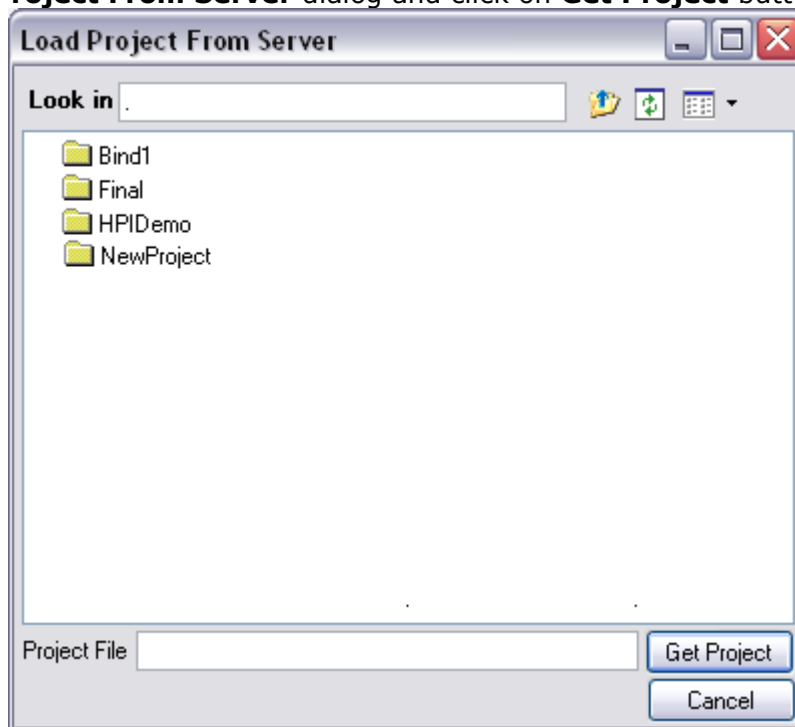 roject From Server dialog and click on Get Project butt
Load Project From Server
Look in .
Bind1
Final
HPIDemo
NewProject
Project File
Get Project
Cancel